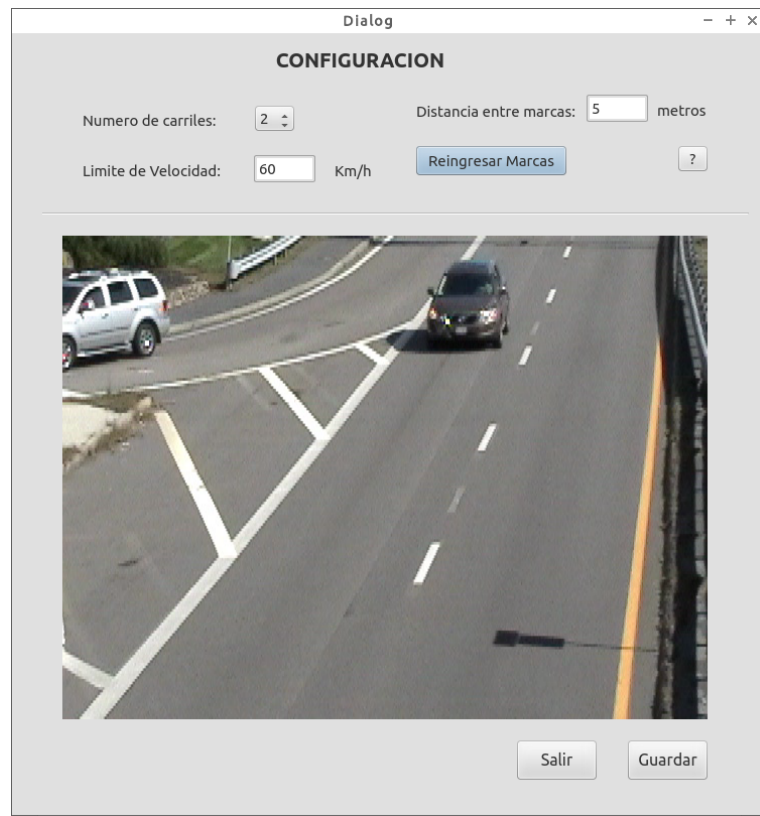 Dialog
CONFIGURACION
Numero de carriles: 2
Distancia entre marcas: 5 metros
Limite de Velocidad: 60 Km/h
Reingresar Marcas
?
Salir
Guardar